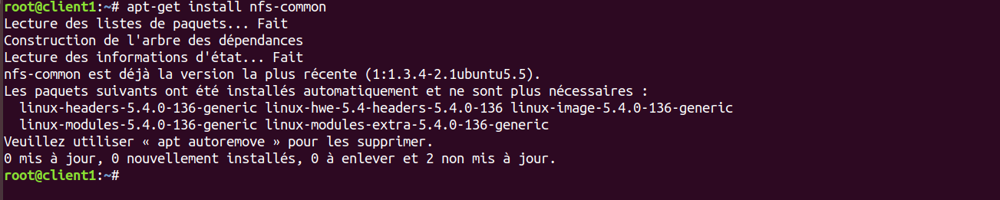 root@client1:~# apt-get install nfs-common
Lecture des listes de paquets... Fait
Construction de l'arbre des dépendances
Lecture des informations d'état... Fait
nfs-common est déjà la version la plus récente (1:1.3.4-2.1ubuntu5.5).
Les paquets suivants ont été installés automatiquement et ne sont plus nécessaires :
  linux-headers-5.4.0-136-generic linux-hwe-5.4-headers-5.4.0-136 linux-image-5.4.0-136-generic
  linux-modules-5.4.0-136-generic linux-modules-extra-5.4.0-136-generic
Veuillez utiliser « apt autoremove » pour les supprimer.
0 mis à jour, 0 nouvellement installés, 0 à enlever et 2 non mis à jour.
root@client1:~#